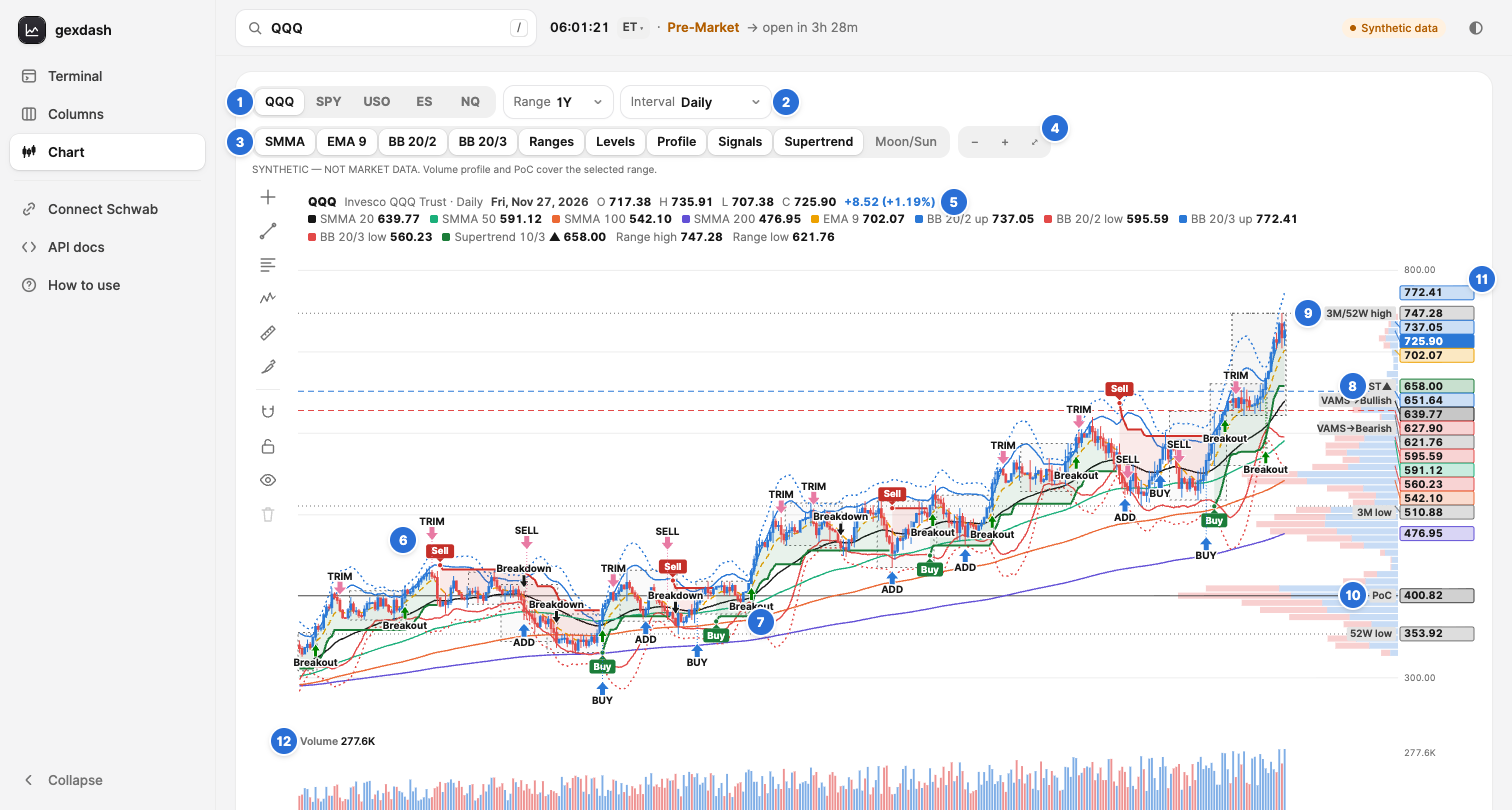 gexdash
QQQ /
06:01:21 ET · Pre-Market → open in 3h 28m
Synthetic data
Terminal
Columns
Chart
Connect Schwab
API docs
How to use
Collapse
1 QQQ SPY USO ES NQ Range 1Y Interval Daily 2
3 SMMA EMA 9 BB 20/2 BB 20/3 Ranges Levels Profile Signals Supertrend Moon/Sun − + 4
SYNTHETIC — NOT MARKET DATA. Volume profile and PoC cover the selected range.
QQQ Invesco QQQ Trust · Daily Fri, Nov 27, 2026 O 717.38 H 735.91 L 707.38 C 725.90 +8.52 (+1.19%) 5
SMMA 20 639.77 SMMA 50 591.12 SMMA 100 542.10 SMMA 200 476.95 EMA 9 702.07 BB 20/2 up 737.05 BB 20/2 low 595.59 BB 20/3 up 772.41
BB 20/3 low 560.23 Supertrend 10/3 ▲ 658.00 Range high 747.28 Range low 621.76
800.00
11
772.41
9 3M/52W high 747.28
737.05
725.90
702.07
TRIM
8 ST▲ 658.00
Sell
VAMS→Bullish 651.64
TRIM
639.77
VAMS→Bearish 627.90
Breakout
621.76
TRIM
SELL
595.59
SELL
Breakout
591.12
Breakout
560.23
TRIM
TRIM
Sell
BUY
542.10
3M low 510.88
Breakdown
ADD
Buy
TRIM
6
SELL
SELL
Breakout
Breakout
476.95
Sell
BUY
Breakdown
TRIM
Sell
Buy
ADD
TRIM
ADD
Breakdown
10 PoC 400.82
Breakdown
Breakout
7
Breakout
Buy
ADD
ADD
52W low 353.92
Breakout
Buy
BUY
300.00
BUY
12 Volume 277.6K
277.6K